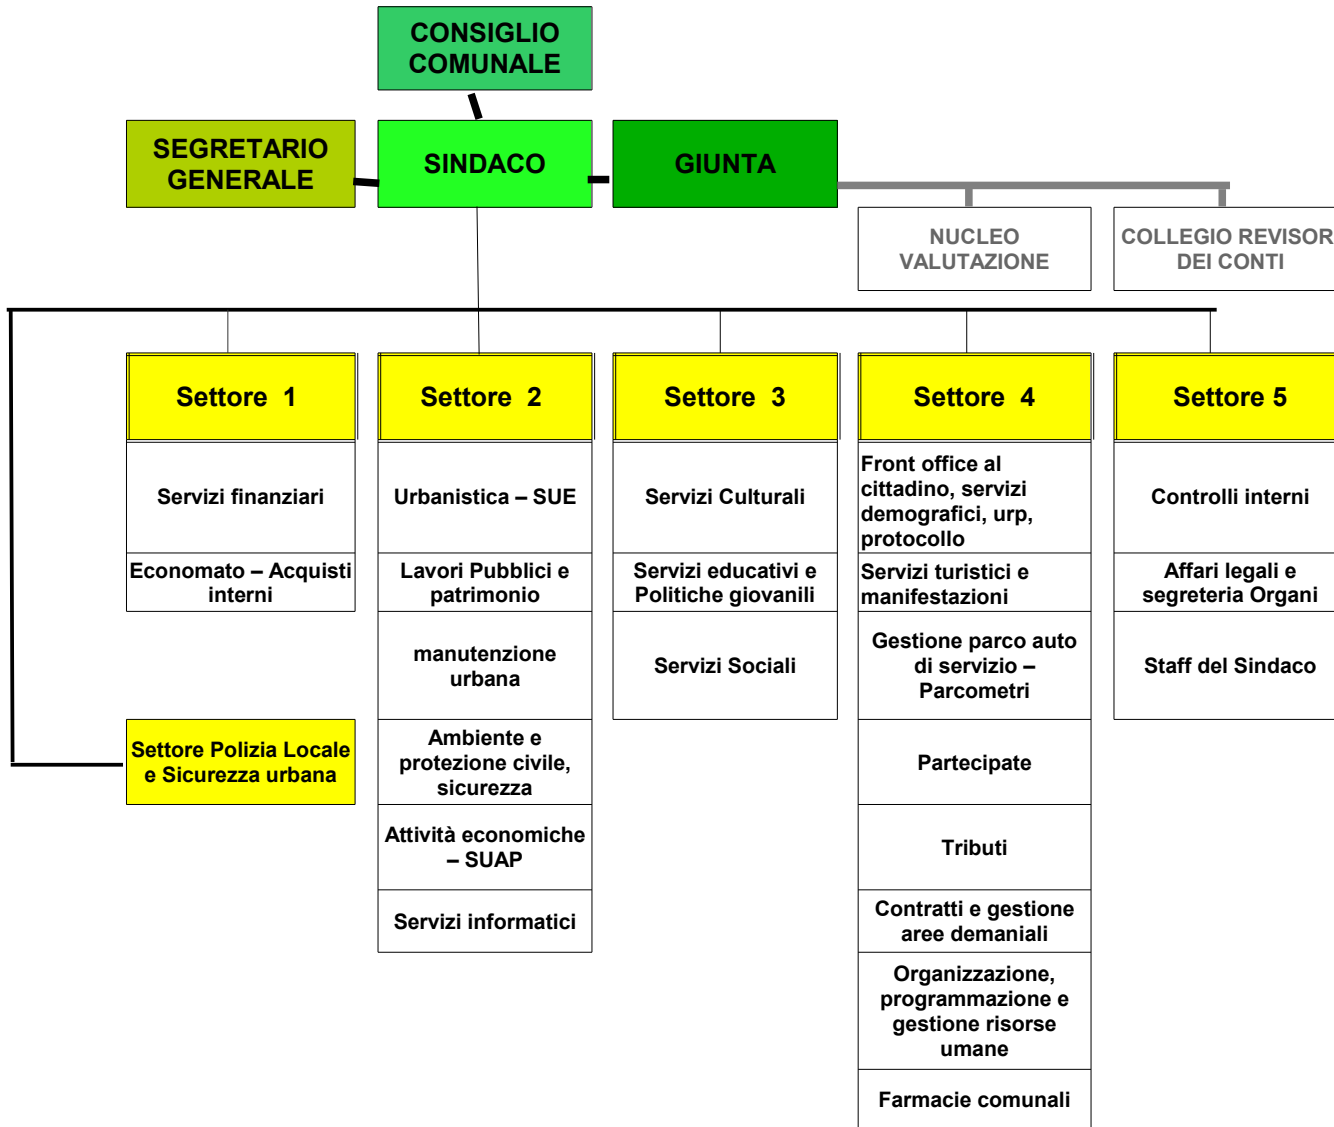 CONSIGLIO
COMUNALE
SEGRETARIO
GENERALE
SINDACO
GIUNTA
NUCLEO
VALUTAZIONE
COLLEGIO REVISOR
DEI CONTI
Settore 1
Settore 2
Settore 3
Settore 4
Settore 5
Servizi finanziari
Urbanistica – SUE
Servizi Culturali
Front office al
cittadino, servizi
demografici, urp,
protocollo
Controlli interni
Economato – Acquisti
interni
Lavori Pubblici e
patrimonio
Servizi educativi e
Politiche giovanili
Servizi turistici e
manifestazioni
Affari legali e
segreteria Organi
manutenzione
urbana
Servizi Sociali
Gestione parco auto
di servizio –
Parcometri
Staff del Sindaco
Settore Polizia Locale
e Sicurezza urbana
Ambiente e
protezione civile,
sicurezza
Partecipate
Attività economiche
– SUAP
Tributi
Servizi informatici
Contratti e gestione
aree demaniali
Organizzazione,
programmazione e
gestione risorse
umane
Farmacie comunali